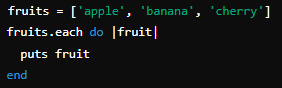 fruits = ['apple', 'banana', 'cherry']
fruits.each do |fruit|
  puts fruit
end